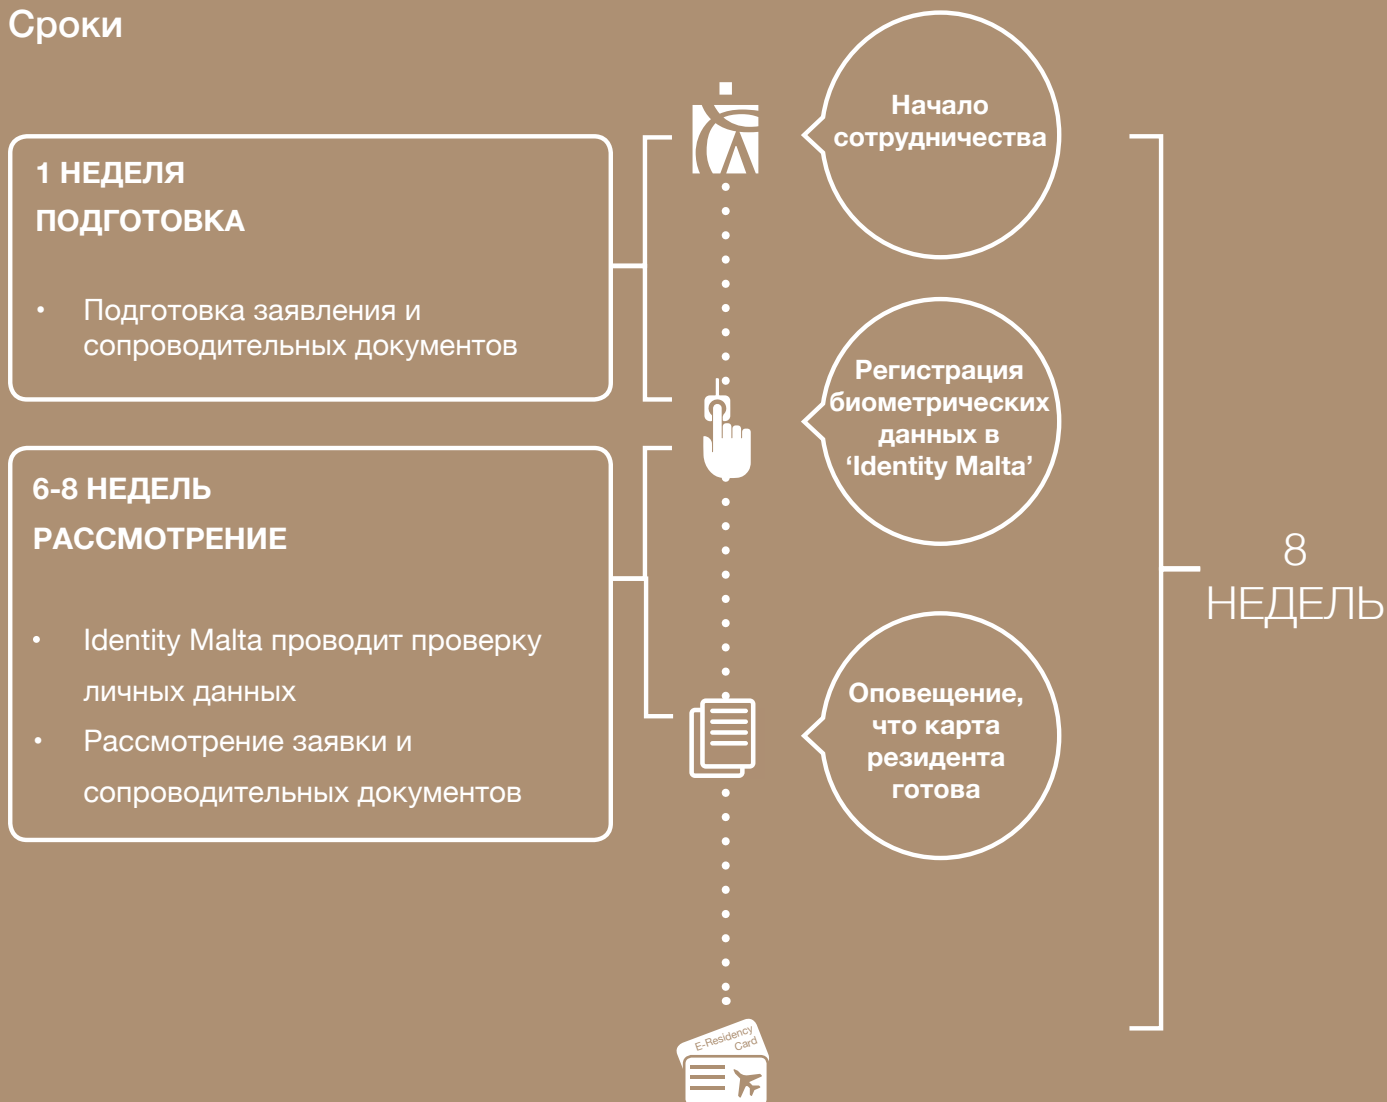 Сроки
1 НЕДЕЛЯ
ПОДГОТОВКА
• Подготовка заявления и
сопроводительных документов
6-8 НЕДЕЛЬ
РАССМОТРЕНИЕ
• Identity Malta проводит проверку
личных данных
• Рассмотрение заявки и
сопроводительных документов
Начало
сотрудничества
Регистрация
биометрических
данных в
‘Identity Malta’
Оповещение,
что карта
резидента
готова
8
НЕДЕЛЬ
E-Residency
Card